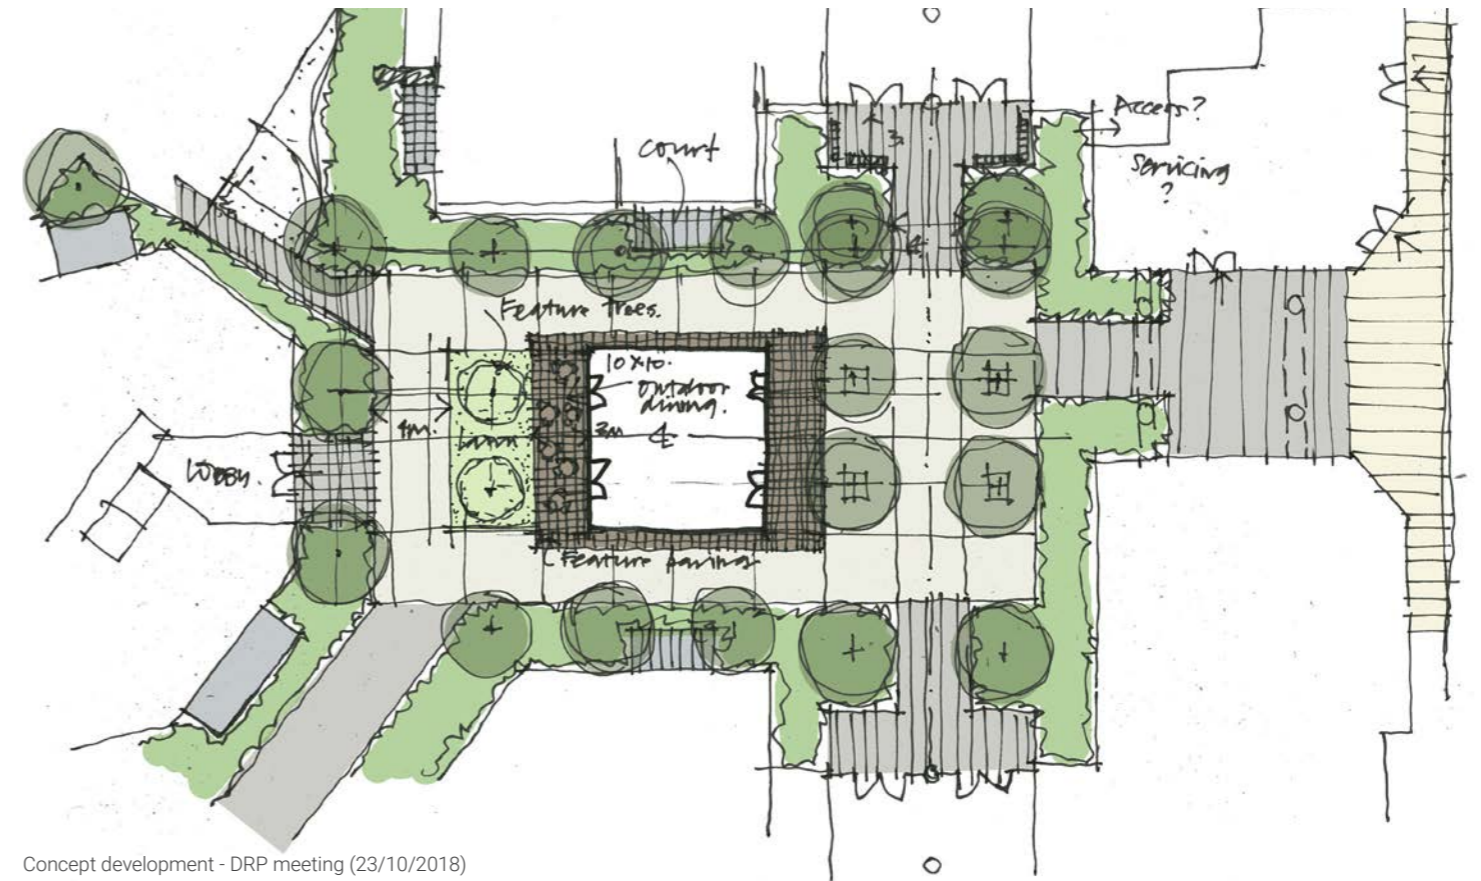 Access?
court
Servicing
?
Feature Trees.
10x10.
outdoor
dining.
4m.
Lawn
3m
Lobby.
Feature paving
Concept development - DRP meeting (23/10/2018)